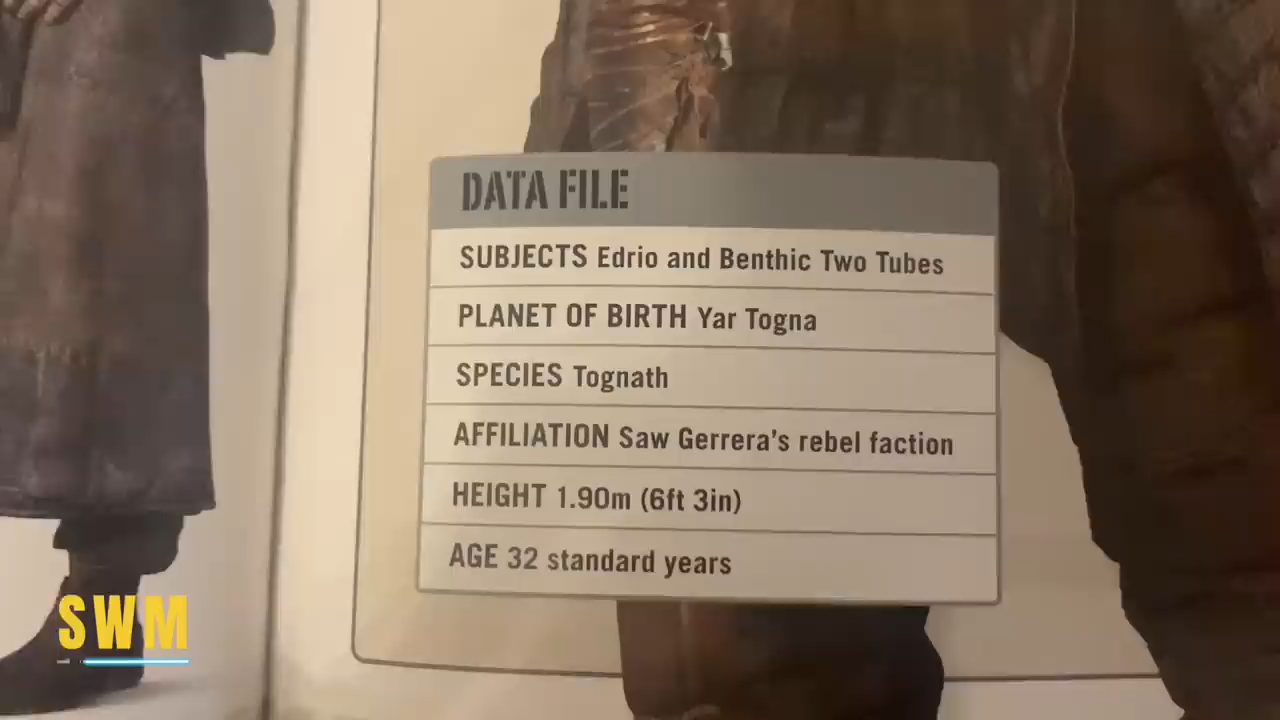 DATA FILE
SUBJECTS Edrio and Benthic Two Tubes
PLANET OF BIRTH Yar Togna
SPECIES Tognath
AFFILIATION Saw Gerrera's rebel faction
HEIGHT 1.90m (6ft 3in)
AGE 32 standard years
SWM